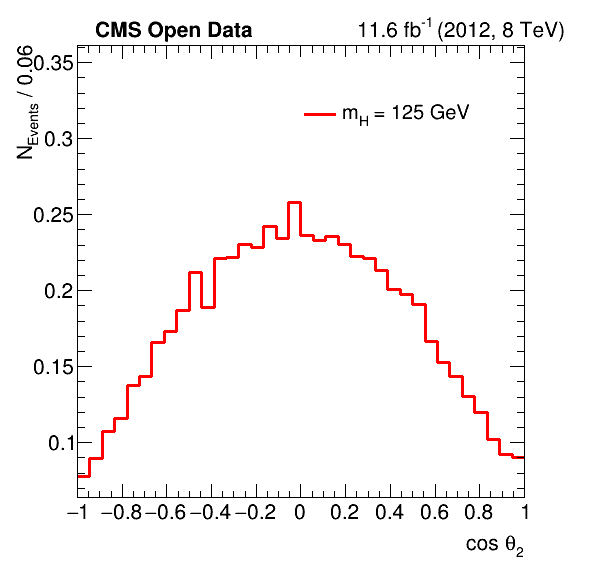 CMS Open Data 11.6 fb⁻¹ (2012, 8 TeV)
N_Events / 0.06
m_H = 125 GeV
0.35
0.3
0.25
0.2
0.15
0.1
−1 −0.8 −0.6 −0.4 −0.2 0 0.2 0.4 0.6 0.8 1
cos θ₂